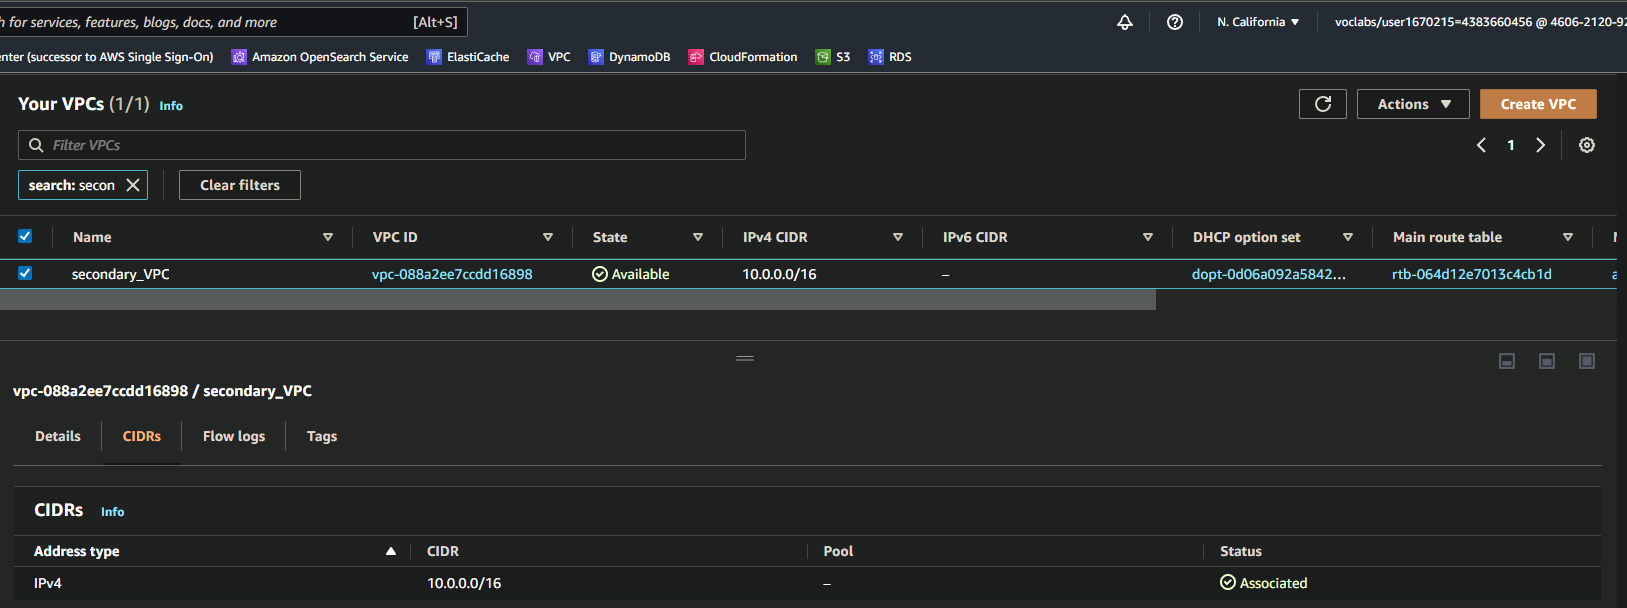 h for services, features, blogs, docs, and more [Alt+S] N. California voclabs/user1670215=4383660456 @ 4606-2120-92
enter (successor to AWS Single Sign-On) Amazon OpenSearch Service ElastiCache VPC DynamoDB CloudFormation S3 RDS
Your VPCs (1/1) Info Actions Create VPC
Filter VPCs 1
search: secon Clear filters
Name VPC ID State IPv4 CIDR IPv6 CIDR DHCP option set Main route table
secondary_VPC vpc-088a2ee7ccdd16898 Available 10.0.0.0/16 – dopt-0d06a092a5842... rtb-064d12e7013c4cb1d
vpc-088a2ee7ccdd16898 / secondary_VPC
Details CIDRs Flow logs Tags
CIDRs Info
Address type CIDR Pool Status
IPv4 10.0.0.0/16 – Associated